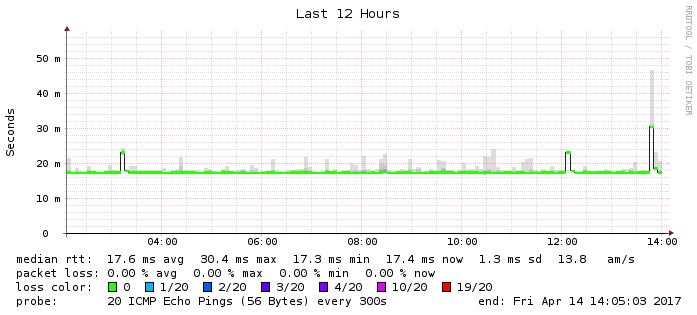 Last 12 Hours
RRDTOOL / TOBI OETIKER
Seconds
50 m
40 m
30 m
20 m
10 m
0
04:00 06:00 08:00 10:00 12:00 14:00
median rtt: 17.6 ms avg 30.4 ms max 17.3 ms min 17.4 ms now 1.3 ms sd 13.8 am/s
packet loss: 0.00 % avg 0.00 % max 0.00 % min 0.00 % now
loss color: 0 1/20 2/20 3/20 4/20 10/20 19/20
probe: 20 ICMP Echo Pings (56 Bytes) every 300s end: Fri Apr 14 14:05:03 2017